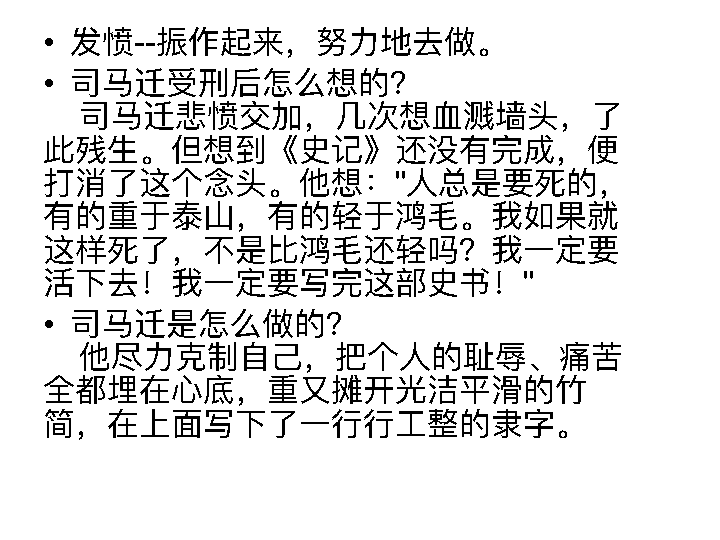 • 发愤--振作起来，努力地去做。
• 司马迁受刑后怎么想的?
司马迁悲愤交加，几次想血溅墙头，了
此残生。但想到《史记》还没有完成，便
打消了这个念头。他想："人总是要死的，
有的重于泰山，有的轻于鸿毛。我如果就
这样死了，不是比鸿毛还轻吗？我一定要
活下去！我一定要写完这部史书！"
• 司马迁是怎么做的?
他尽力克制自己，把个人的耻辱、痛苦
全都埋在心底，重又摊开光洁平滑的竹
简，在上面写下了一行行工整的隶字。